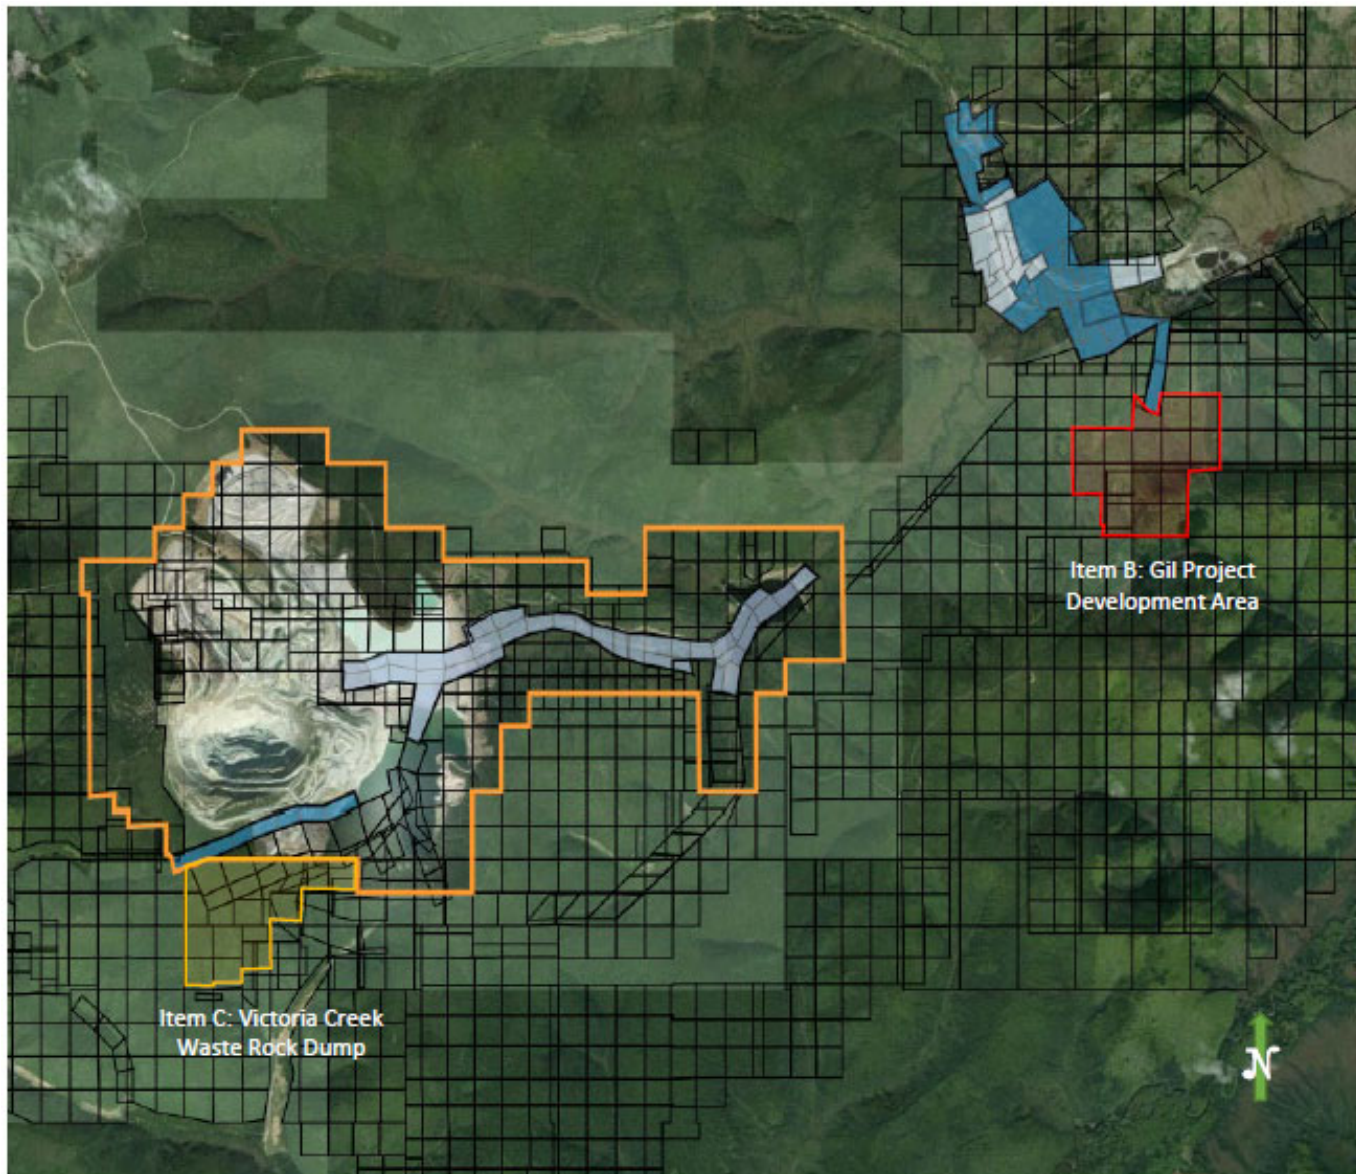 Item B: Gil Project
Development Area
Item C: Victoria Creek
Waste Rock Dump
N